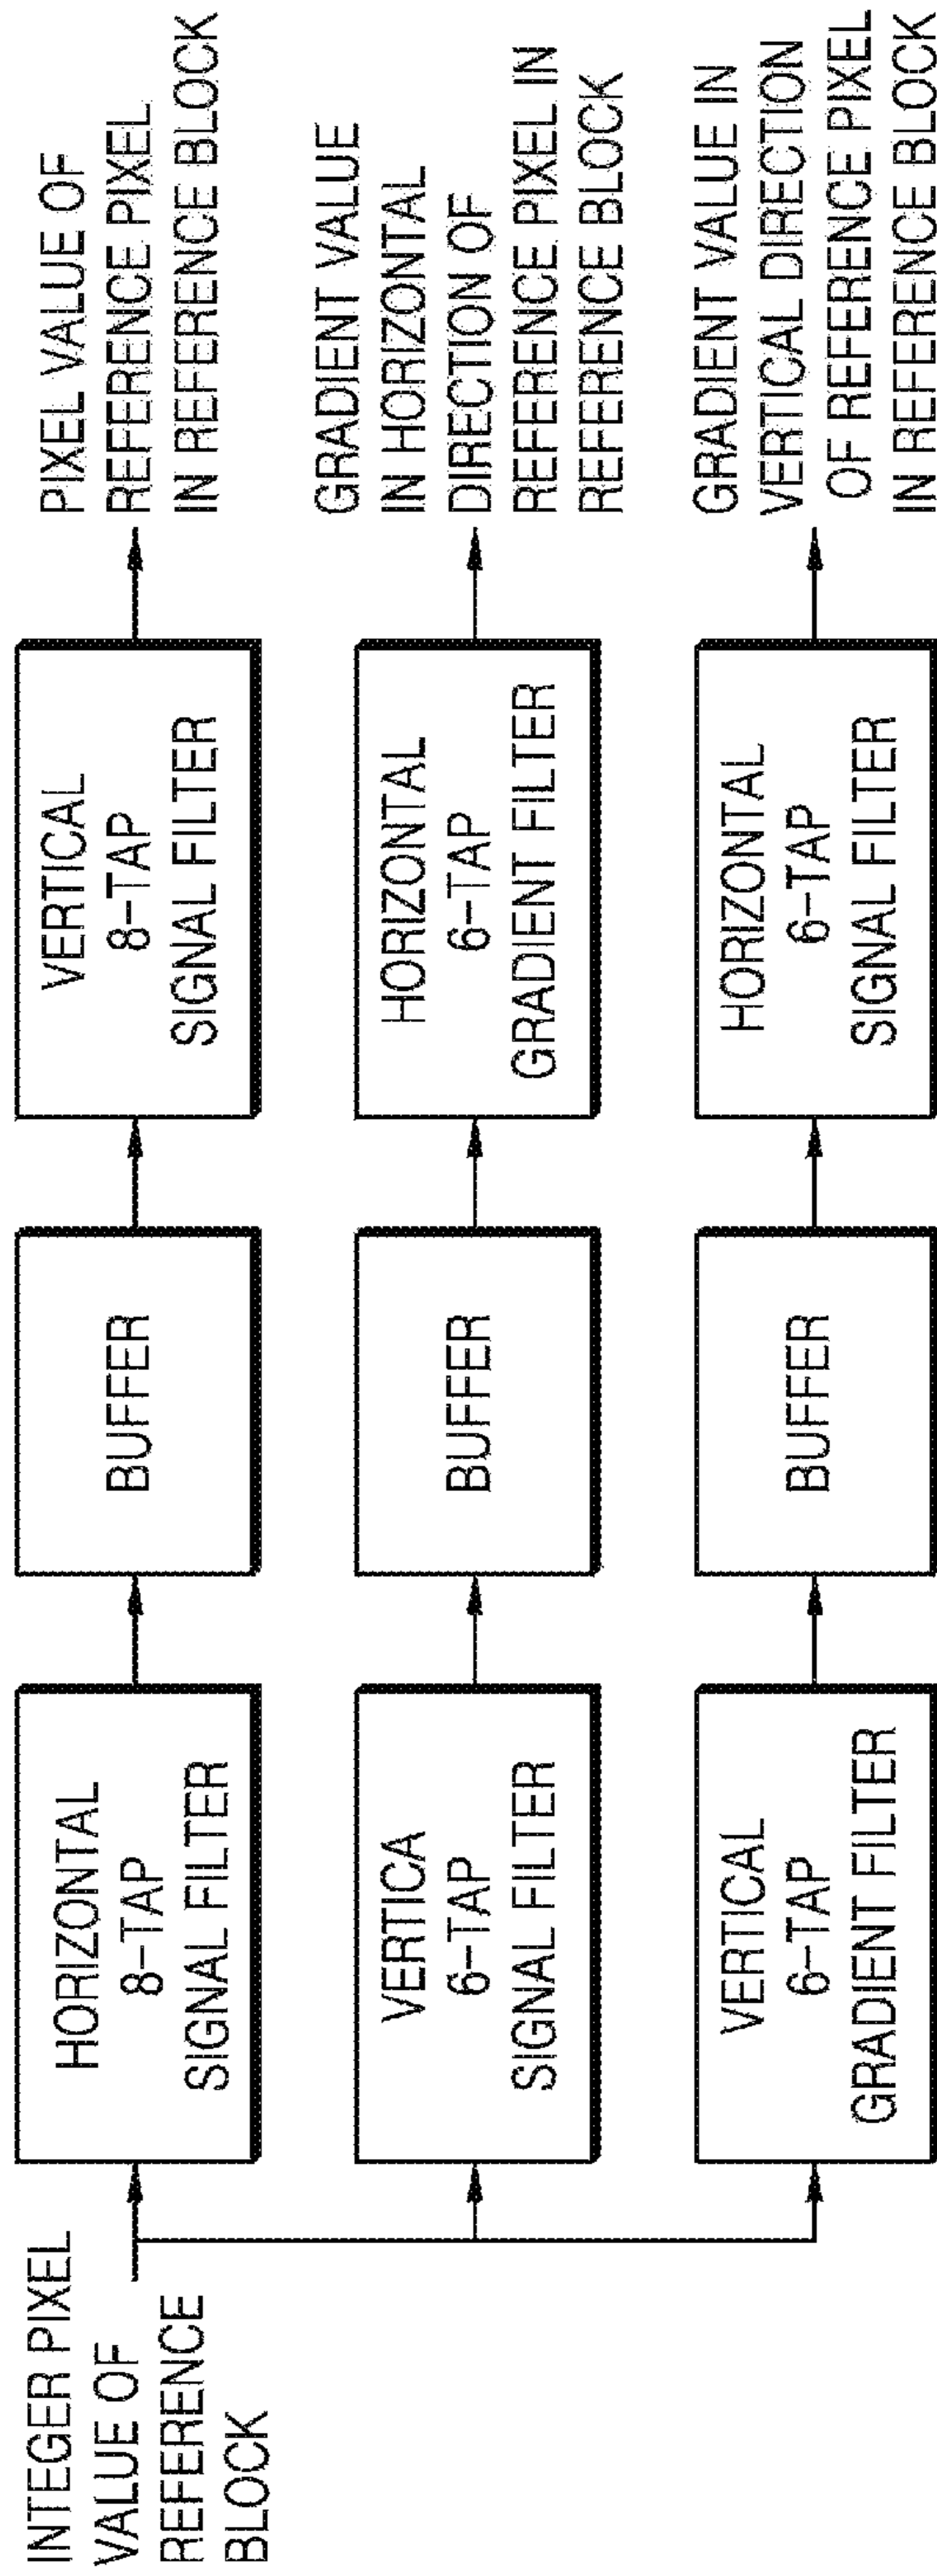 INTEGER PIXEL
VALUE OF
REFERENCE
BLOCK
HORIZONTAL
8-TAP
SIGNAL FILTER
BUFFER
VERTICAL
8-TAP
SIGNAL FILTER
PIXEL VALUE OF
REFERENCE PIXEL
IN REFERENCE BLOCK
VERTICA
6-TAP
SIGNAL FILTER
BUFFER
HORIZONTAL
6-TAP
GRADIENT FILTER
GRADIENT VALUE
IN HORIZONTAL
DIRECTION OF
REFERENCE PIXEL IN
REFERENCE BLOCK
VERTICAL
6-TAP
GRADIENT FILTER
BUFFER
HORIZONTAL
6-TAP
SIGNAL FILTER
GRADIENT VALUE IN
VERTICAL DIRECTION
OF REFERENCE PIXEL
IN REFERENCE BLOCK